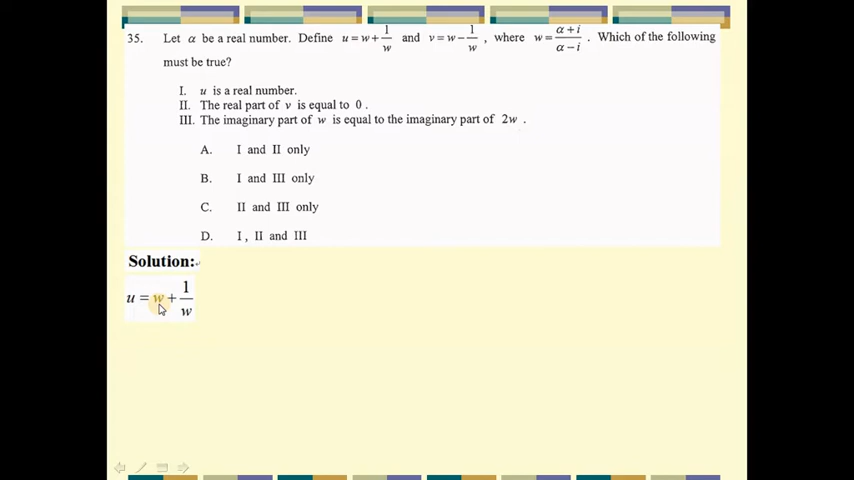 35. Let α be a real number. Define u = w + 1/w and v = w − 1/w , where w = (α + i)/(α − i) . Which of the following
must be true?
I. u is a real number.
II. The real part of v is equal to 0 .
III. The imaginary part of w is equal to the imaginary part of 2w .
A. I and II only
B. I and III only
C. II and III only
D. I , II and III
Solution:
u = w + 1/w